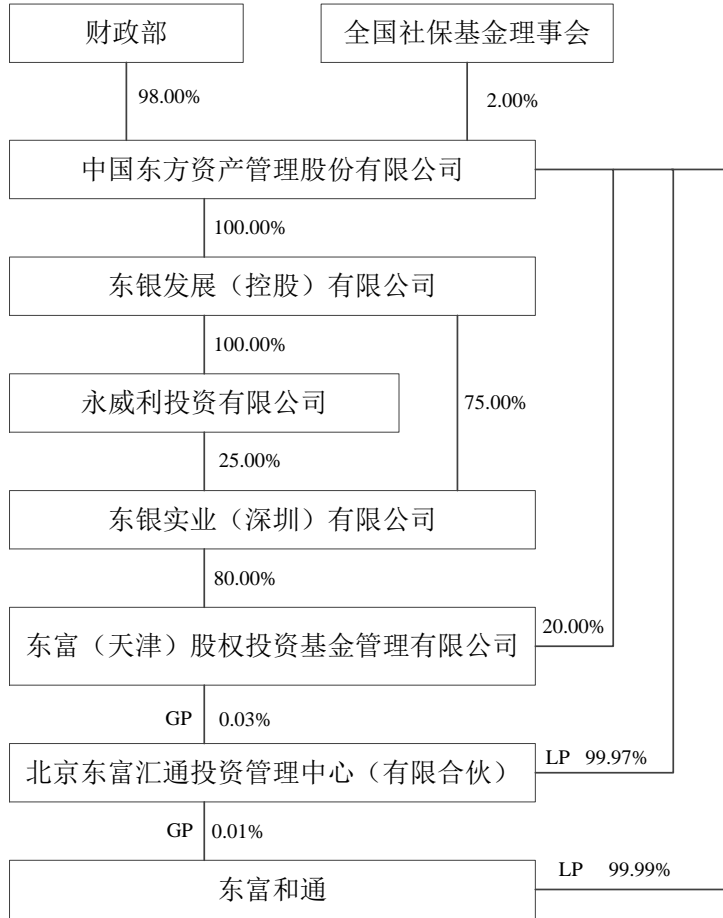 财政部
全国社保基金理事会
98.00%
2.00%
中国东方资产管理股份有限公司
100.00%
东银发展（控股）有限公司
100.00%
永威利投资有限公司
75.00%
25.00%
东银实业（深圳）有限公司
80.00%
东富（天津）股权投资基金管理有限公司
20.00%
GP 0.03%
北京东富汇通投资管理中心（有限合伙）
LP 99.97%
GP 0.01%
东富和通
LP 99.99%